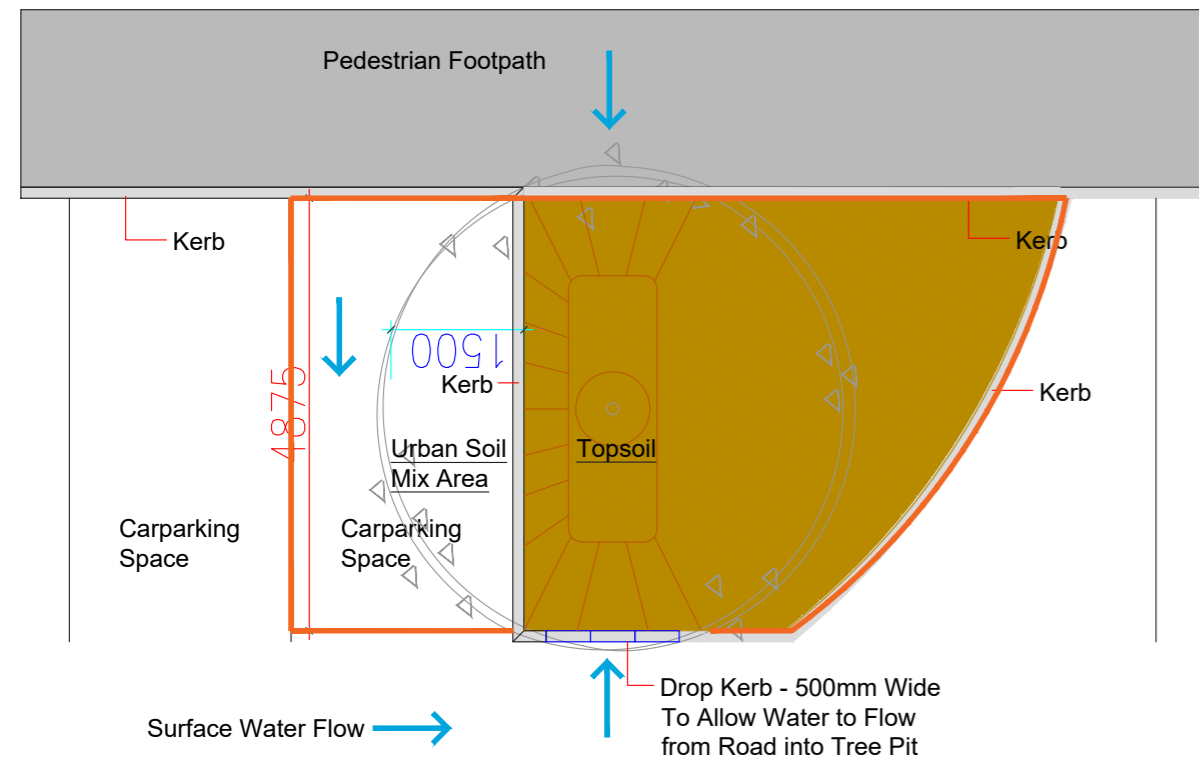 Pedestrian Footpath
Kerb
Kerb
1500
Kerb
Kerb
4875
Urban Soil
Mix Area
Topsoil
Carparking
Space
Carparking
Space
Drop Kerb - 500mm Wide
To Allow Water to Flow
from Road into Tree Pit
Surface Water Flow